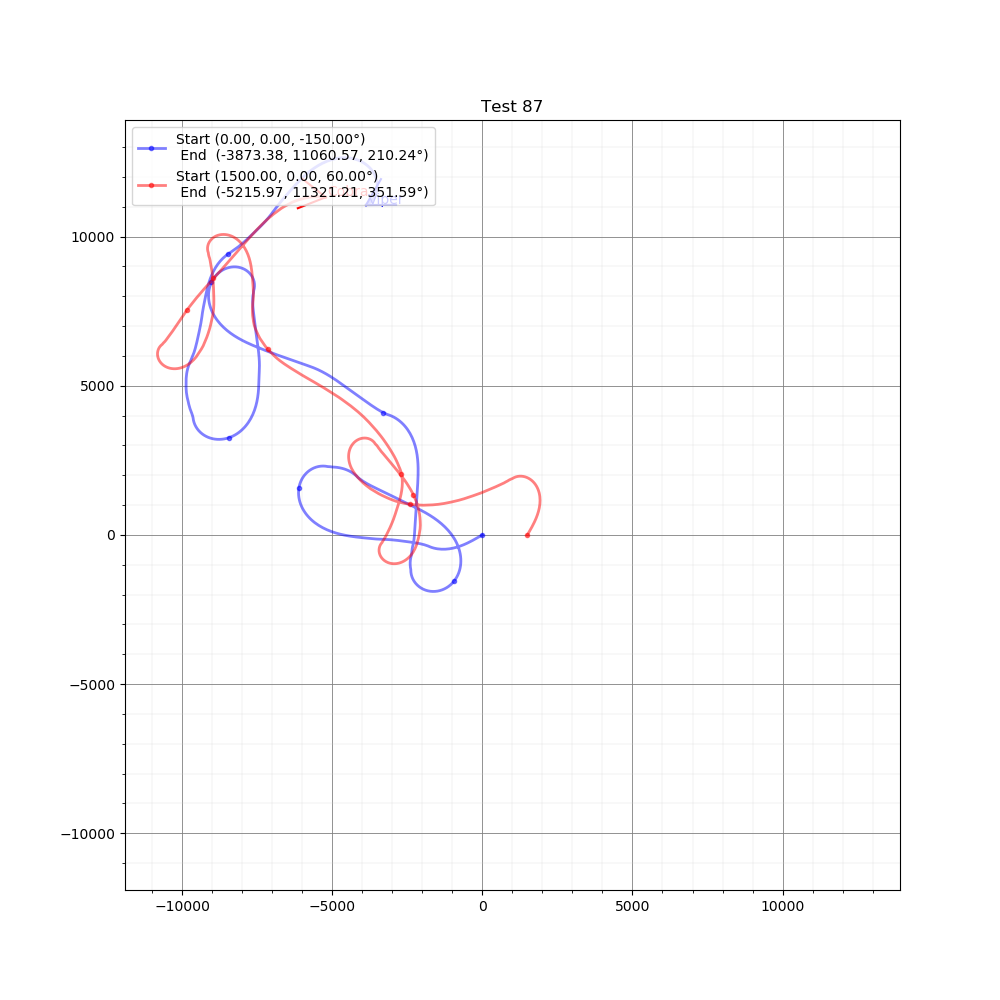 Test 87
Start (0.00, 0.00, -150.00°)
End (-3873.38, 11060.57, 210.24°)
Start (1500.00, 0.00, 60.00°)
End (-5215.97, 11321.21, 351.59°)
10000
5000
0
−5000
−10000
−10000 −5000 0 5000 10000